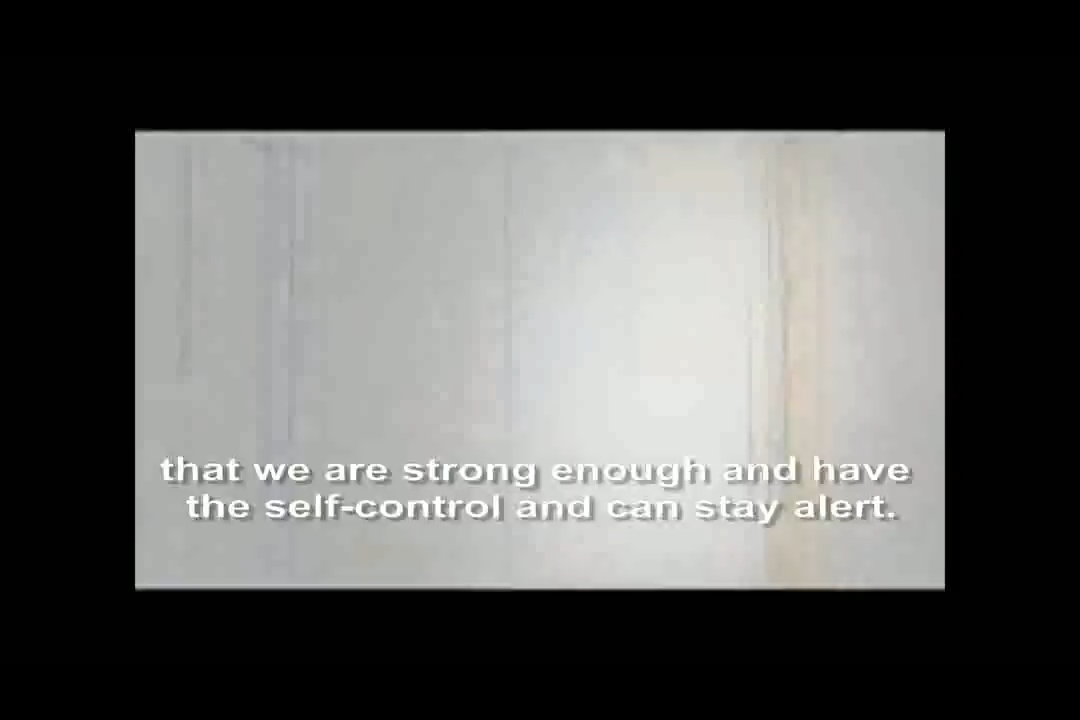 that we are strong enough and have
the self-control and can stay alert.